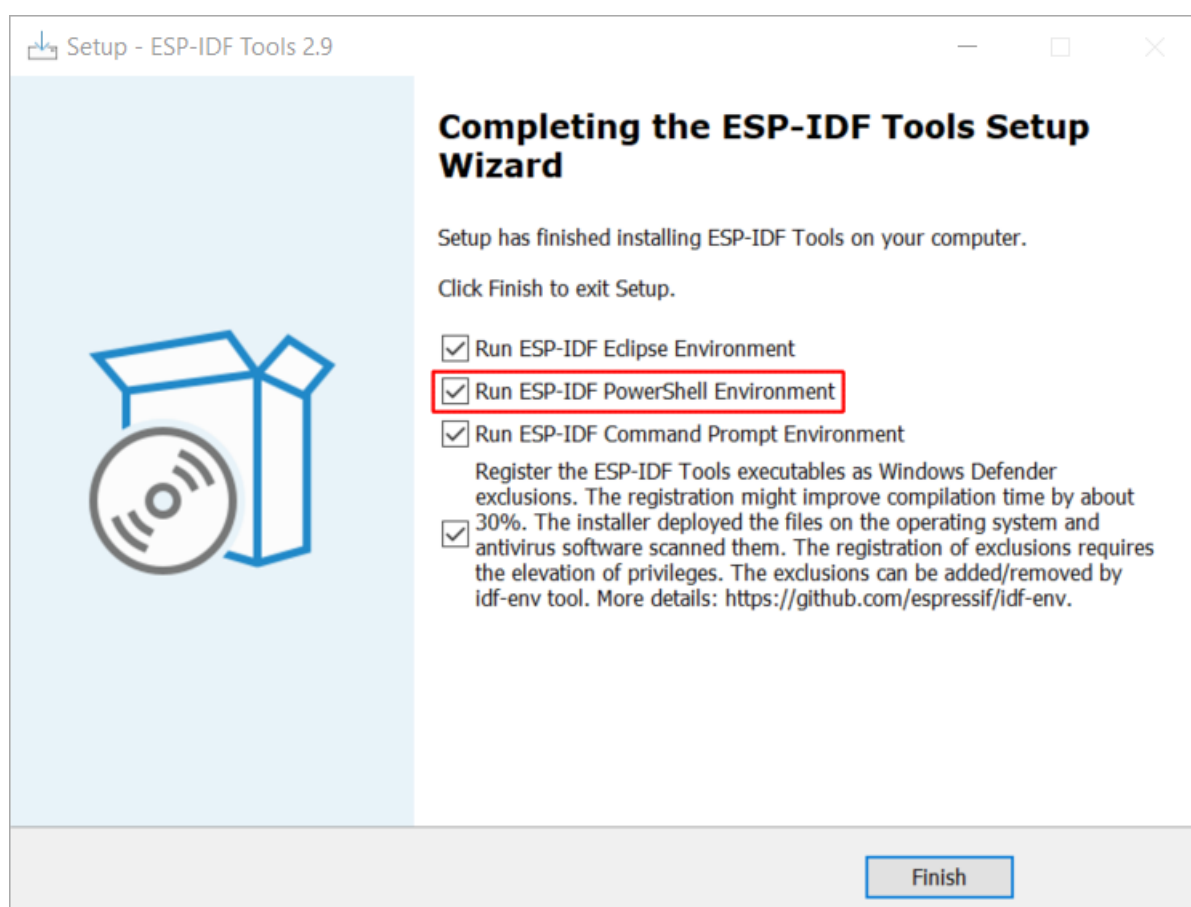 Setup - ESP-IDF Tools 2.9
Completing the ESP-IDF Tools Setup
Wizard
Setup has finished installing ESP-IDF Tools on your computer.
Click Finish to exit Setup.
Run ESP-IDF Eclipse Environment
Run ESP-IDF PowerShell Environment
Run ESP-IDF Command Prompt Environment
Register the ESP-IDF Tools executables as Windows Defender
exclusions. The registration might improve compilation time by about
30%. The installer deployed the files on the operating system and
antivirus software scanned them. The registration of exclusions requires
the elevation of privileges. The exclusions can be added/removed by
idf-env tool. More details: https://github.com/espressif/idf-env.
Finish